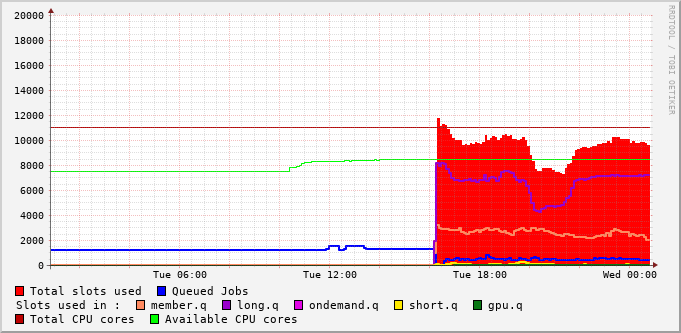 20000
18000
16000
14000
12000
10000
8000
6000
4000
2000
0
Tue 06:00 Tue 12:00 Tue 18:00 Wed 00:00
Total slots used Queued Jobs
Slots used in : member.q long.q ondemand.q short.q gpu.q
Total CPU cores Available CPU cores
RRDTOOL / TOBI OETIKER